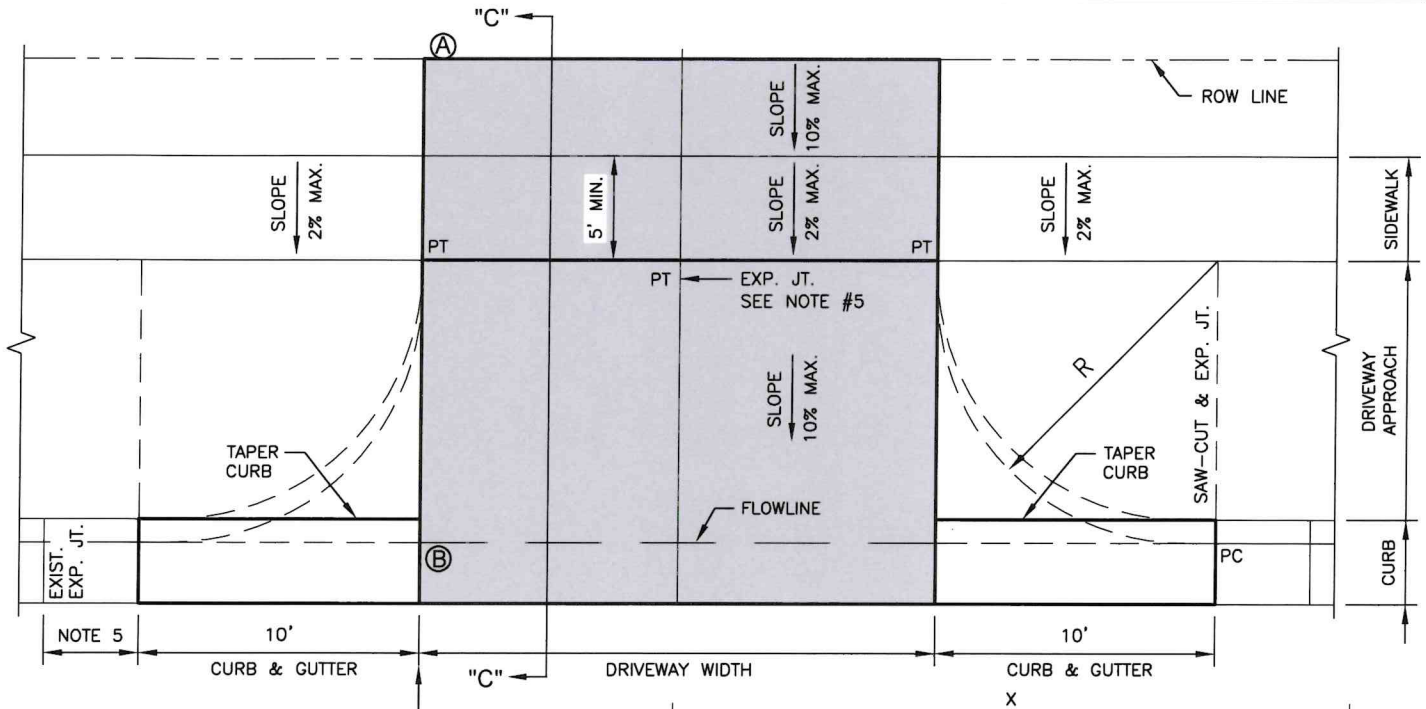 "C"
A
ROW LINE
SLOPE
10% MAX.
SLOPE
2% MAX.
5' MIN.
SLOPE
2% MAX.
SLOPE
2% MAX.
SIDEWALK
PT
PT
PT
EXP. JT.
SEE NOTE #5
SLOPE
10% MAX.
R
SAW-CUT & EXP. JT.
DRIVEWAY
APPROACH
TAPER
CURB
TAPER
CURB
FLOWLINE
EXIST.
EXP. JT.
B
PC
CURB
NOTE 5
10'
CURB & GUTTER
DRIVEWAY WIDTH
10'
CURB & GUTTER
"C"
X